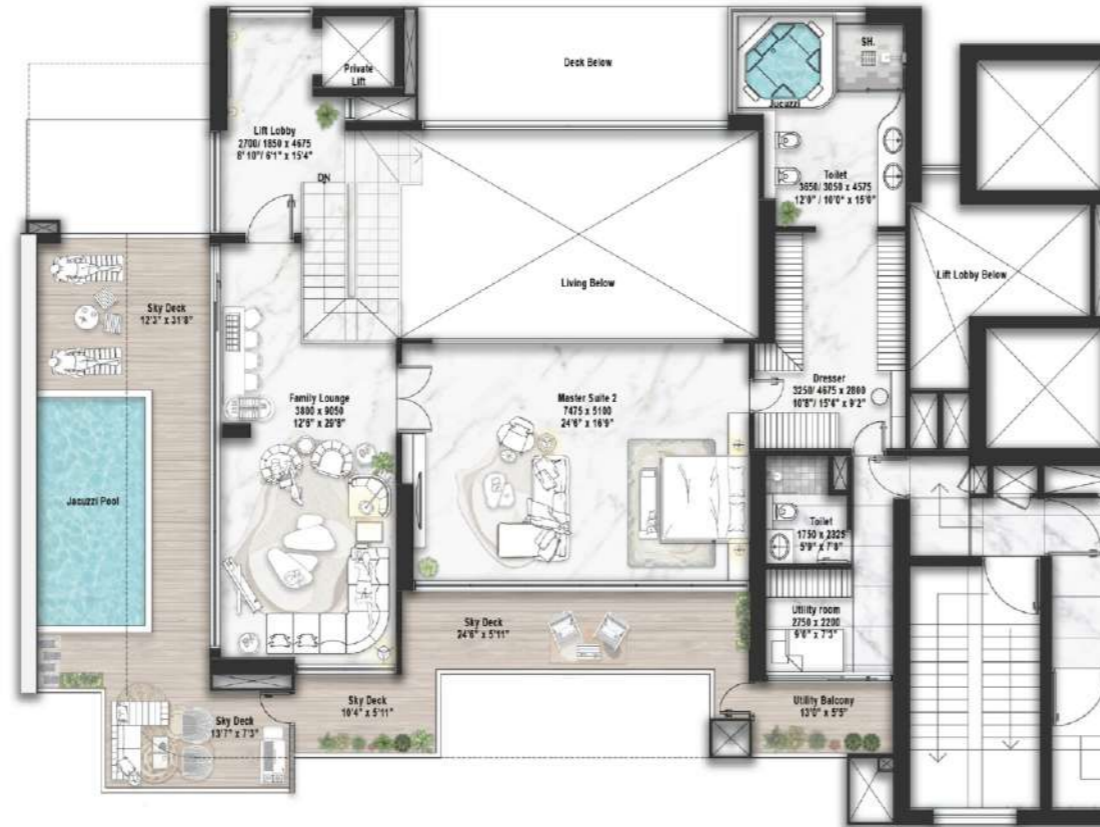 Private
Lift
Deck Below
SH.
Jucuzzi
Lift Lobby
2700/ 1850 x 4675
8'10"/ 6'1" x 15'4"
DN
Toilet
3650/ 3050 x 4575
12'0" / 10'0" x 15'0"
Living Below
Lift Lobby Below
Sky Deck
12'3" x 31'8"
Family Lounge
3800 x 9050
12'6" x 29'8"
Master Suite 2
7475 x 5100
24'6" x 16'9"
Dresser
3250/ 4675 x 2800
10'8"/ 15'4" x 9'2"
Jacuzzi Pool
Toilet
1750 x 2325
5'9" x 7'8"
Utility room
2750 x 2200
9'0" x 7'3"
Sky Deck
24'6" x 5'11"
Sky Deck
10'4" x 5'11"
Sky Deck
13'7" x 7'3"
Utility Balcony
13'0" x 5'5"